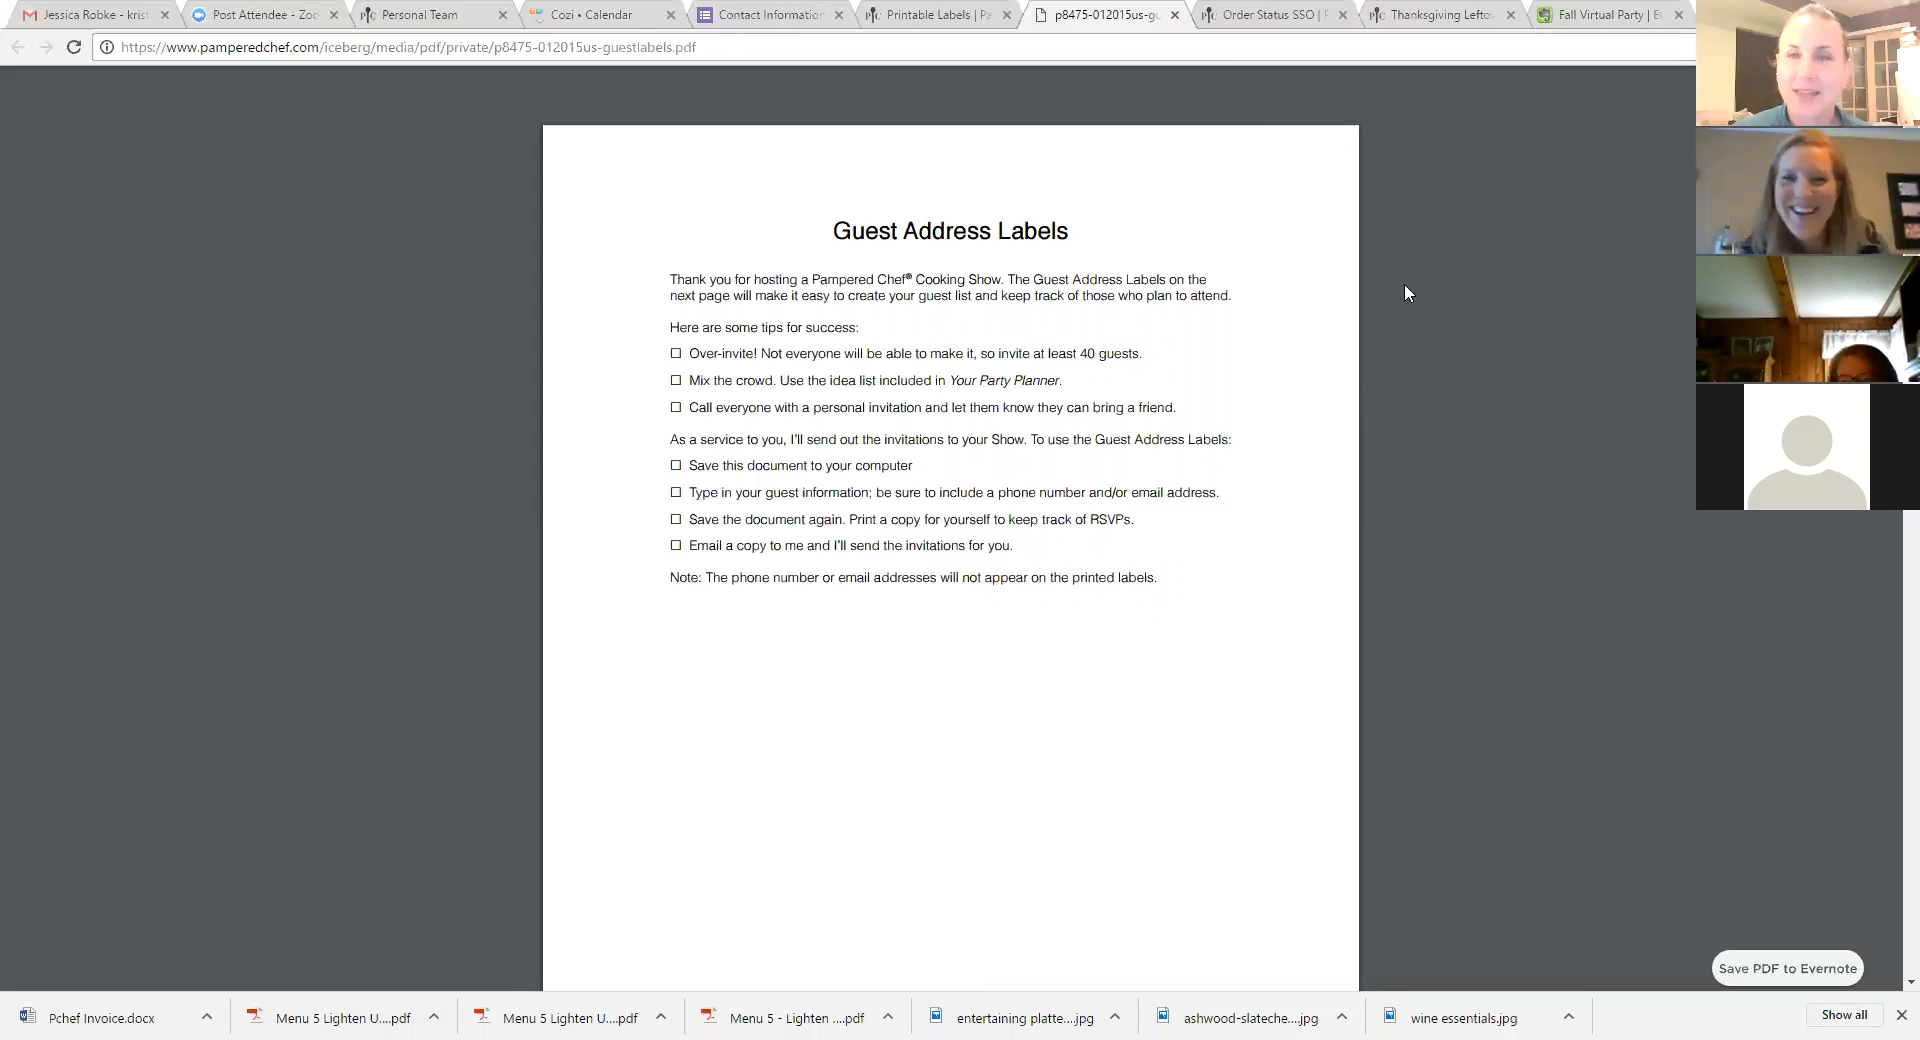 Jessica Robke - krist
Post Attendee - Zoo
Personal Team
Cozi • Calendar
Contact Information
Printable Labels | Pa
p8475-012015us-gu
Order Status SSO | P
Thanksgiving Leftov
Fall Virtual Party | Ev
https://www.pamperedchef.com/iceberg/media/pdf/private/p8475-012015us-guestlabels.pdf
Guest Address Labels
Thank you for hosting a Pampered Chef® Cooking Show. The Guest Address Labels on the
next page will make it easy to create your guest list and keep track of those who plan to attend.
Here are some tips for success:
☐ Over-invite! Not everyone will be able to make it, so invite at least 40 guests.
☐ Mix the crowd. Use the idea list included in Your Party Planner.
☐ Call everyone with a personal invitation and let them know they can bring a friend.
As a service to you, I'll send out the invitations to your Show. To use the Guest Address Labels:
☐ Save this document to your computer
☐ Type in your guest information; be sure to include a phone number and/or email address.
☐ Save the document again. Print a copy for yourself to keep track of RSVPs.
☐ Email a copy to me and I'll send the invitations for you.
Note: The phone number or email addresses will not appear on the printed labels.
Save PDF to Evernote
Pchef Invoice.docx
Menu 5 Lighten U....pdf
Menu 5 Lighten U....pdf
Menu 5 - Lighten ....pdf
entertaining platte....jpg
ashwood-slateche....jpg
wine essentials.jpg
Show all